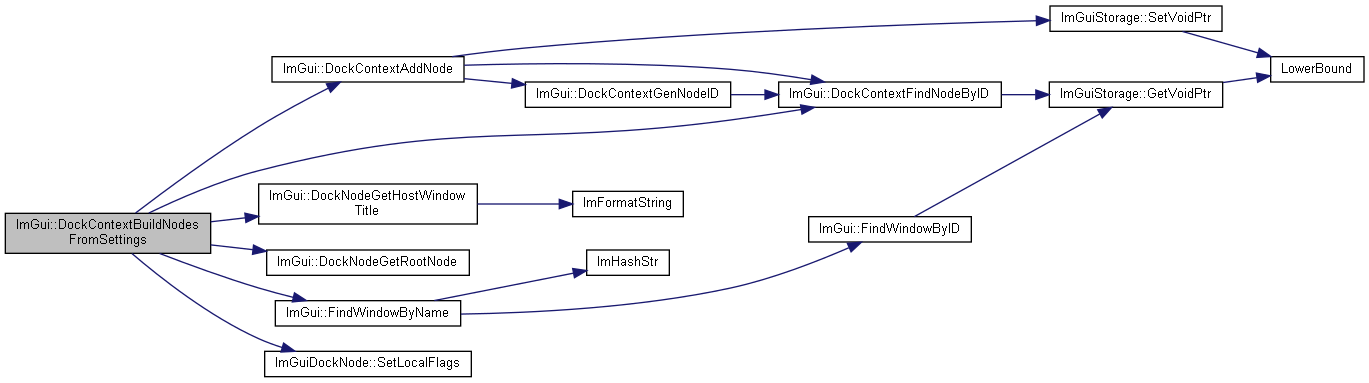 ImGuiStorage::SetVoidPtr
ImGui::DockContextAddNode
LowerBound
ImGui::DockContextGenNodeID
ImGui::DockContextFindNodeByID
ImGuiStorage::GetVoidPtr
ImGui::DockNodeGetHostWindow
Title
ImFormatString
ImGui::DockContextBuildNodes
FromSettings
ImGui::FindWindowByID
ImGui::DockNodeGetRootNode
ImHashStr
ImGui::FindWindowByName
ImGuiDockNode::SetLocalFlags